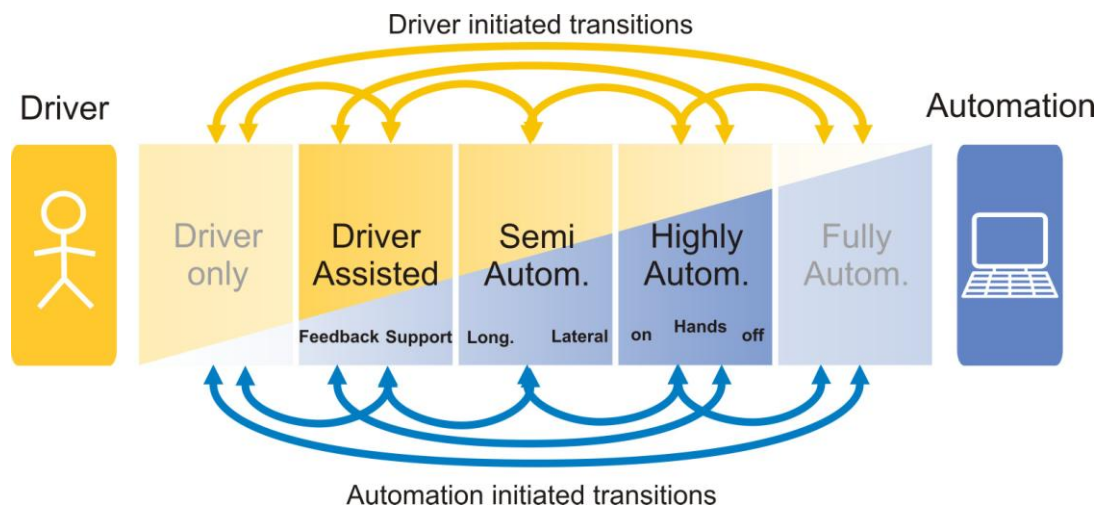 Driver initiated transitions
Driver
Automation
Driver
only
Driver
Assisted
Semi
Autom.
Highly
Autom.
Fully
Autom.
Feedback Support
Long. Lateral
on Hands off
Automation initiated transitions